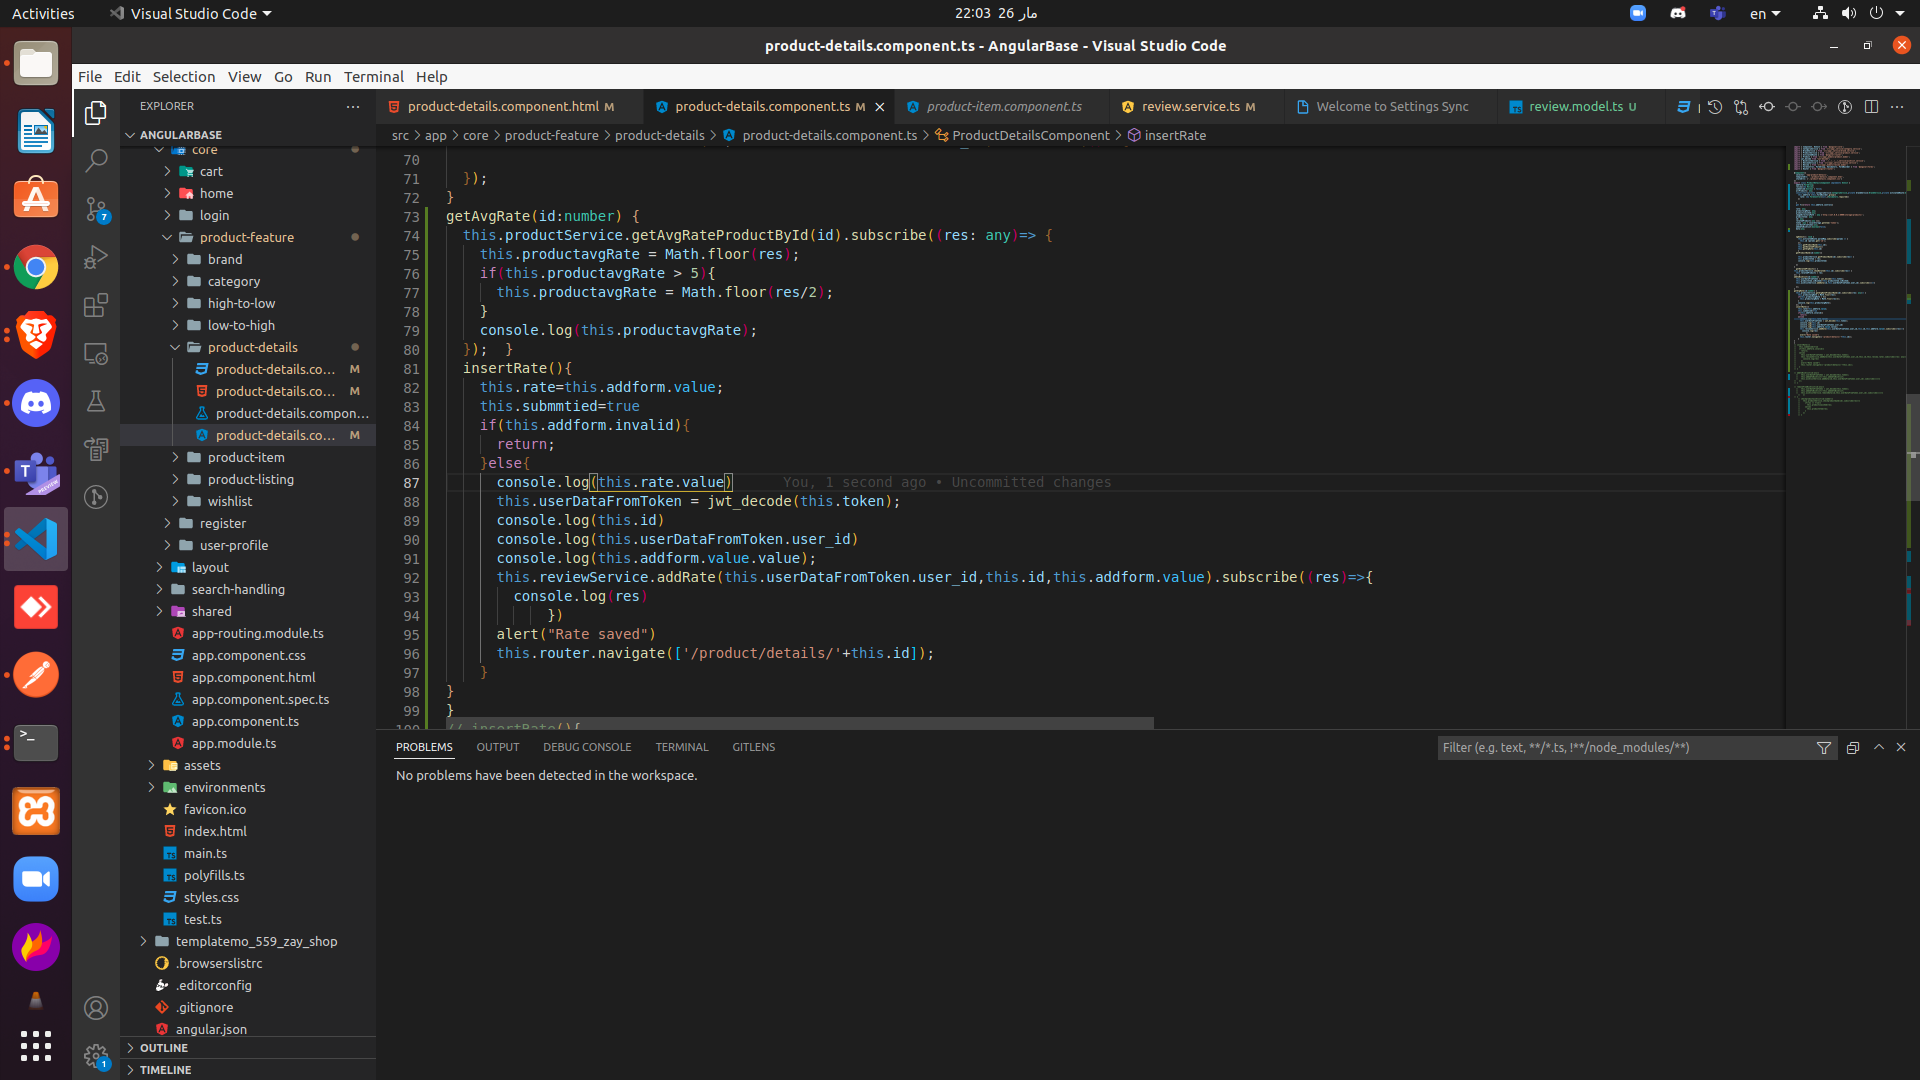 Activities
Visual Studio Code
22:03 26 مار
en
product-details.component.ts - AngularBase - Visual Studio Code
File Edit Selection View Go Run Terminal Help
EXPLORER
product-details.component.html M
product-details.component.ts M
product-item.component.ts
review.service.ts M
Welcome to Settings Sync
review.model.ts U
src > app > core > product-feature > product-details > product-details.component.ts > ProductDetailsComponent > insertRate
ANGULARBASE
core
cart
home
login
product-feature
brand
category
high-to-low
low-to-high
product-details
product-details.co... M
product-details.co... M
product-details.compon...
product-details.co... M
product-item
product-listing
wishlist
register
user-profile
layout
search-handling
shared
app-routing.module.ts
app.component.css
app.component.html
app.component.spec.ts
app.component.ts
app.module.ts
assets
environments
favicon.ico
index.html
main.ts
polyfills.ts
styles.css
test.ts
templatemo_559_zay_shop
.browserslistrc
.editorconfig
.gitignore
angular.json
OUTLINE
TIMELINE
7
1
70
71 });
72 }
73 getAvgRate(id:number) {
74 this.productService.getAvgRateProductById(id).subscribe((res: any)=> {
75 this.productavgRate = Math.floor(res);
76 if(this.productavgRate > 5){
77 this.productavgRate = Math.floor(res/2);
78 }
79 console.log(this.productavgRate);
80 }); }
81 insertRate(){
82 this.rate=this.addform.value;
83 this.submmtied=true
84 if(this.addform.invalid){
85 return;
86 }else{
87 console.log(this.rate.value) You, 1 second ago • Uncommitted changes
88 this.userDataFromToken = jwt_decode(this.token);
89 console.log(this.id)
90 console.log(this.userDataFromToken.user_id)
91 console.log(this.addform.value.value);
92 this.reviewService.addRate(this.userDataFromToken.user_id,this.id,this.addform.value).subscribe((res)=>{
93 console.log(res)
94 })
95 alert("Rate saved")
96 this.router.navigate(['/product/details/'+this.id]);
97 }
98 }
99 }
100 // insertRate(){
PROBLEMS OUTPUT DEBUG CONSOLE TERMINAL GITLENS
Filter (e.g. text, **/*.ts, !**/node_modules/**)
No problems have been detected in the workspace.